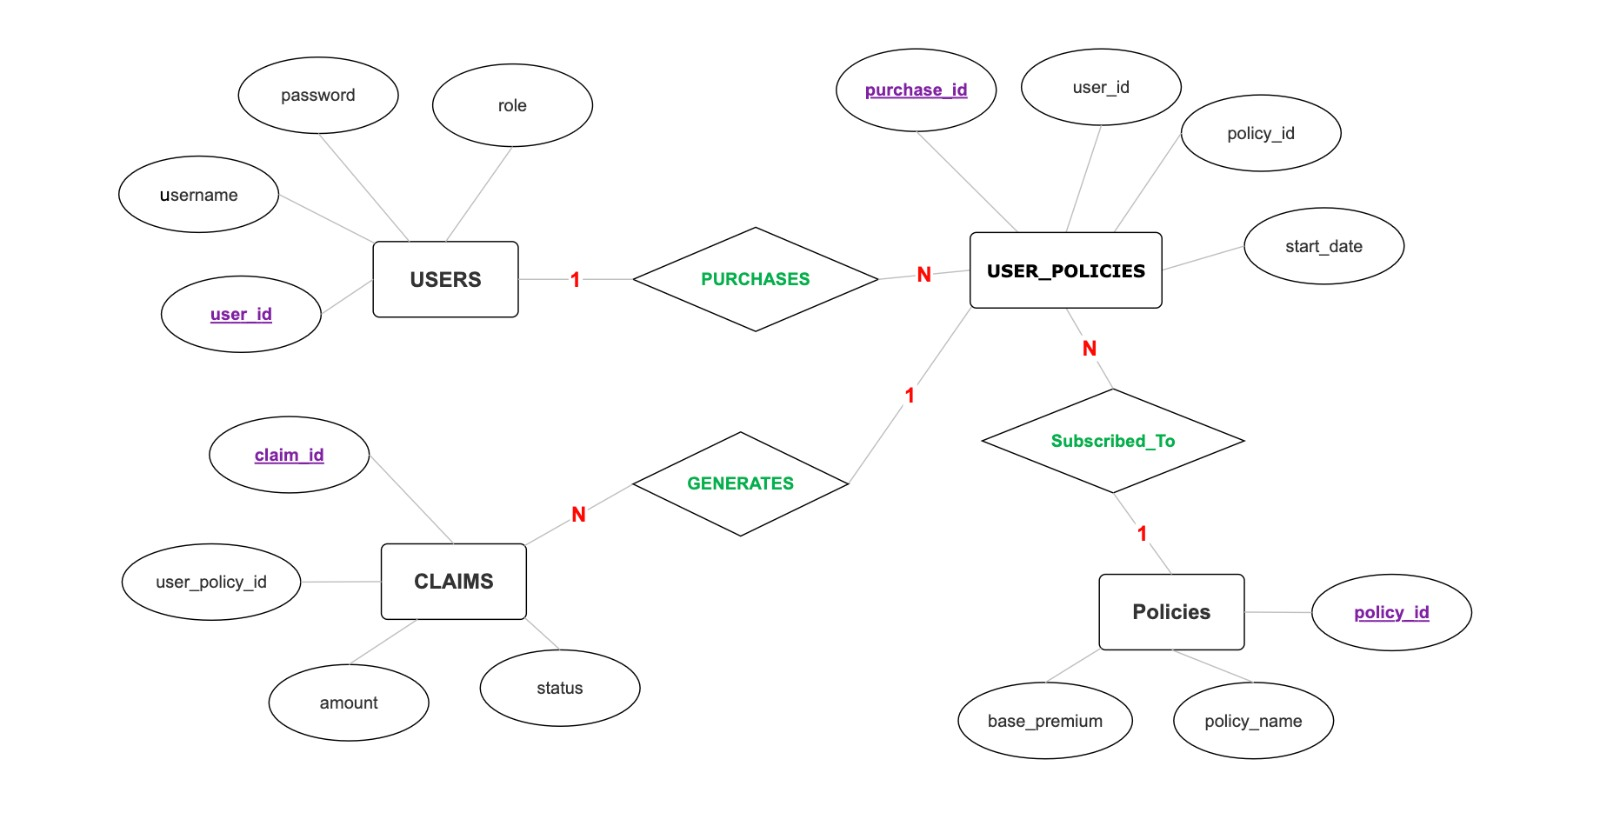 purchase_id
user_id
password
role
policy_id
username
start_date
USERS
1
PURCHASES
N
USER_POLICIES
user_id
N
1
Subscribed_To
claim_id
GENERATES
N
1
user_policy_id
CLAIMS
Policies
policy_id
status
amount
base_premium
policy_name